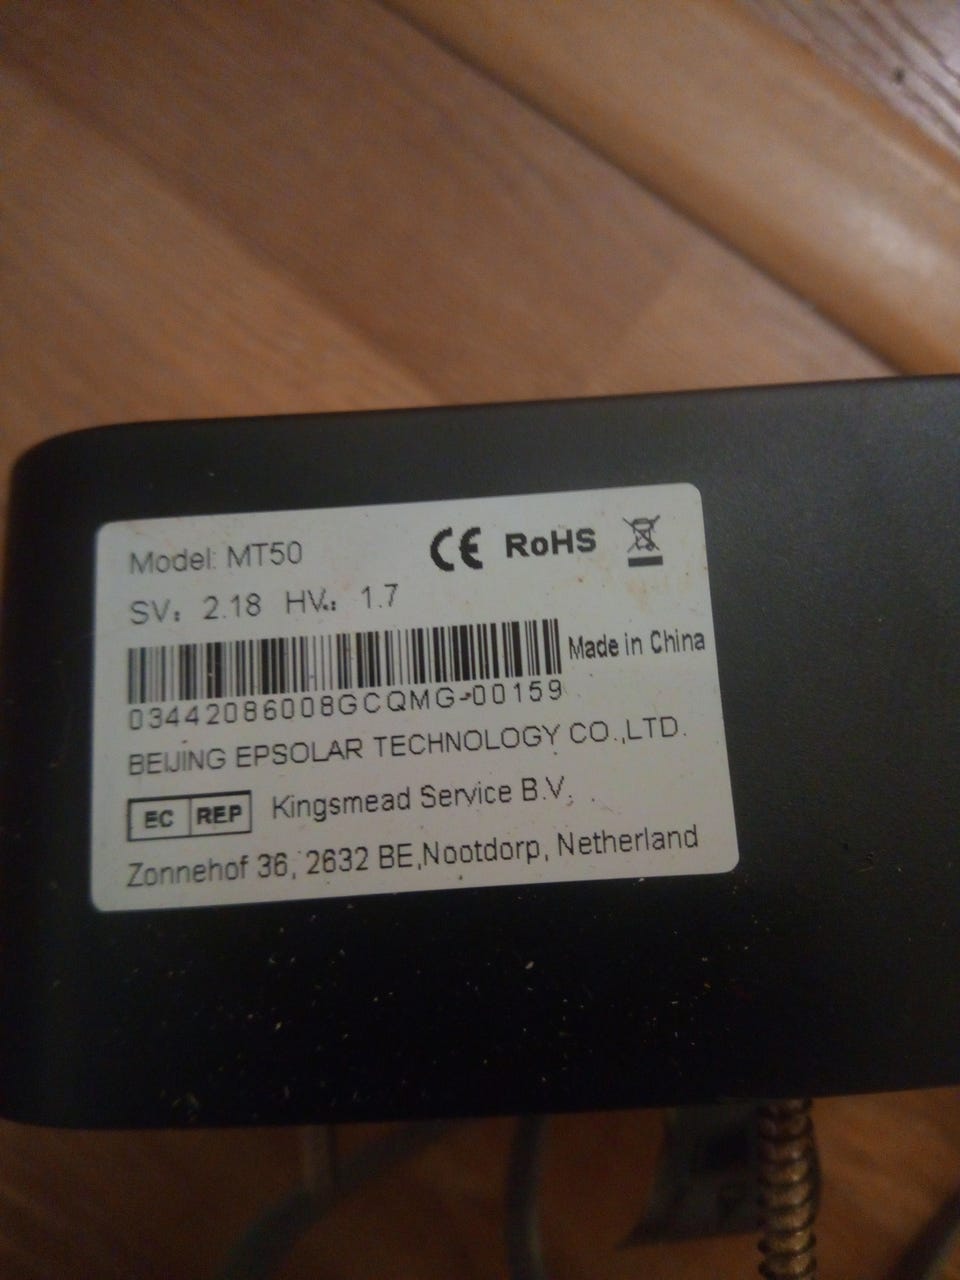 Model: MT50 CE RoHS
SV: 2.18 HV.: 1.7
Made in China
03442086008GCQMG-00159
BEIJING EPSOLAR TECHNOLOGY CO.,LTD.
EC REP Kingsmead Service B.V.
Zonnehof 36, 2632 BE,Nootdorp, Netherland